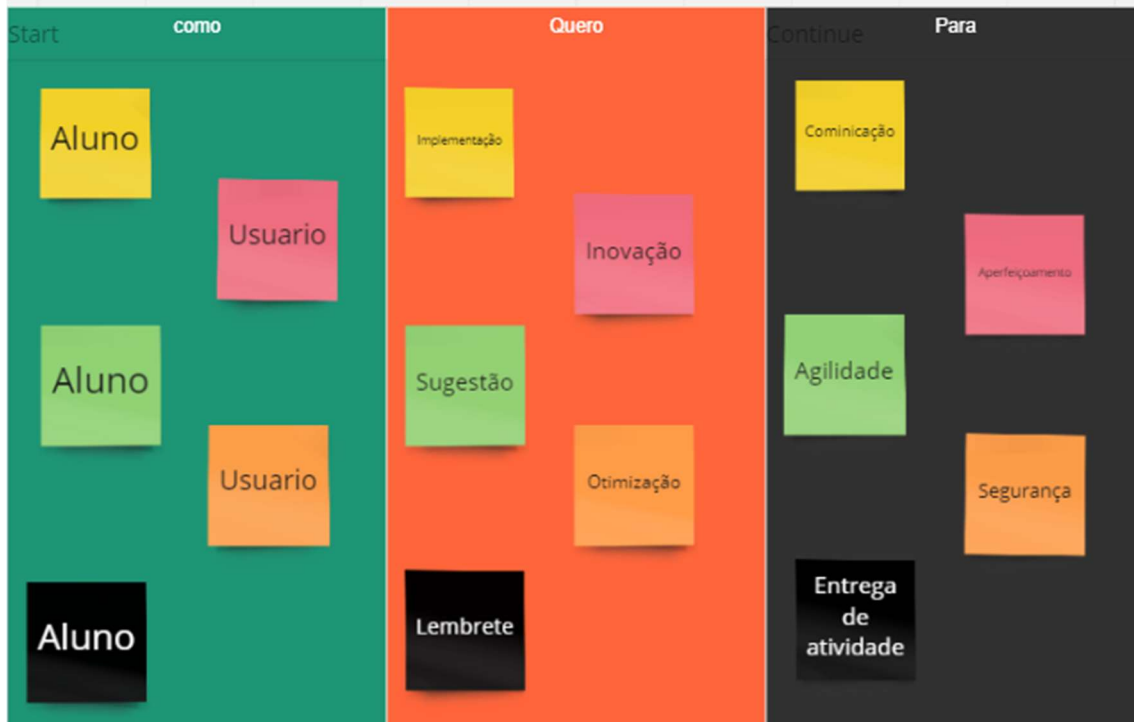 Start
como
Quero
Continue
Para
Aluno
Implementação
Cominicação
Usuario
Inovação
Aperfeiçoamento
Aluno
Sugestão
Agilidade
Usuario
Otimização
Segurança
Aluno
Lembrete
Entrega
de
atividade